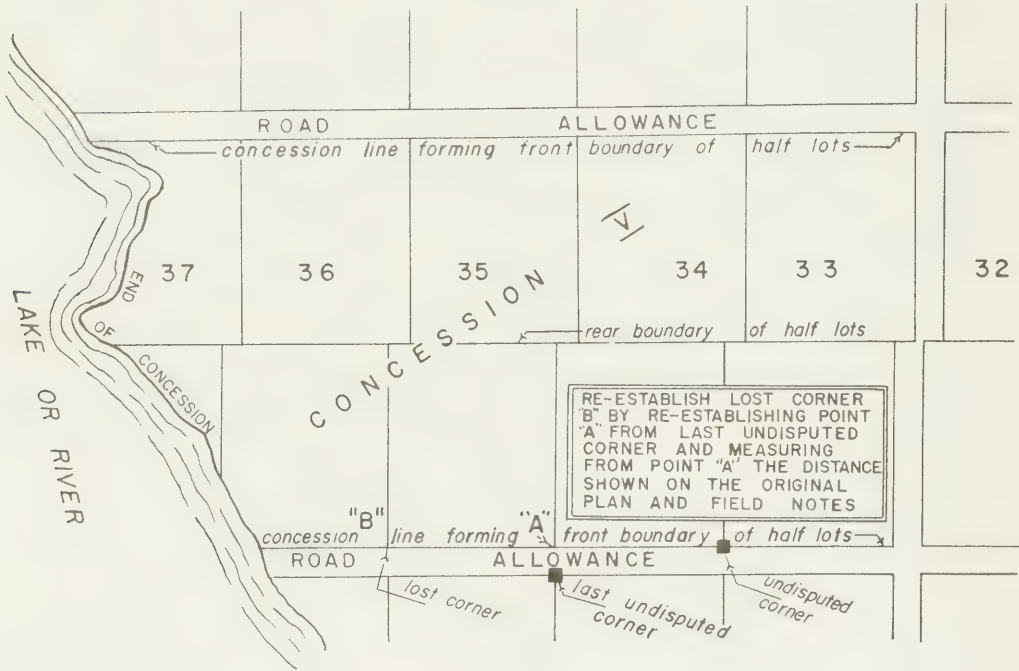 ROAD ALLOWANCE
concession line forming front boundary of half lots
V
37 36 35 34 33 32
END OF CONCESSION
CONCESSION
LAKE OR RIVER
rear boundary of half lots
RE-ESTABLISH LOST CORNER
"B" BY RE-ESTABLISHING POINT
"A" FROM LAST UNDISPUTED
CORNER AND MEASURING
FROM POINT "A" THE DISTANCE
SHOWN ON THE ORIGINAL
PLAN AND FIELD NOTES
"B" "A"
concession line forming front boundary of half lots
ROAD ALLOWANCE
lost corner
last undisputed
corner
undisputed
corner